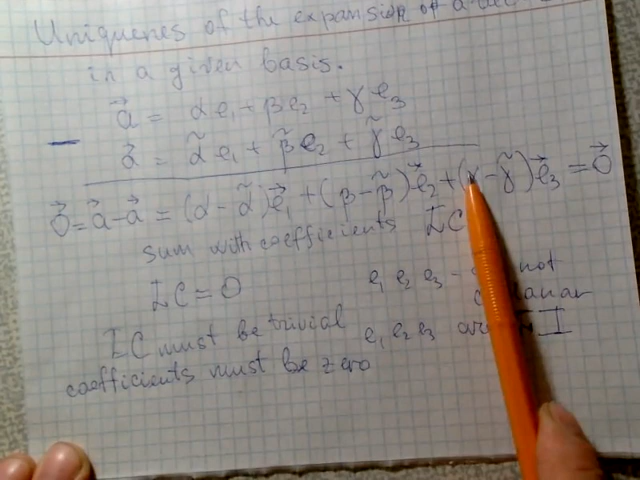 Uniquenes of the expansion of a vec
in a given basis.
a⃗ = αe₁ + βe₂ + γe₃
− a⃗ = α̃e₁ + β̃e₂ + γ̃e₃
0⃗ = a⃗ - a⃗ = (α - α̃)e⃗₁ + (β - β̃)e⃗₂ + (γ - γ̃)e⃗₃ = 0⃗
sum with coefficients LC
LC = 0 e₁ e₂ e₃ - not
LC must be trivial e₁ e₂ e₃ are LI
coefficients must be zero